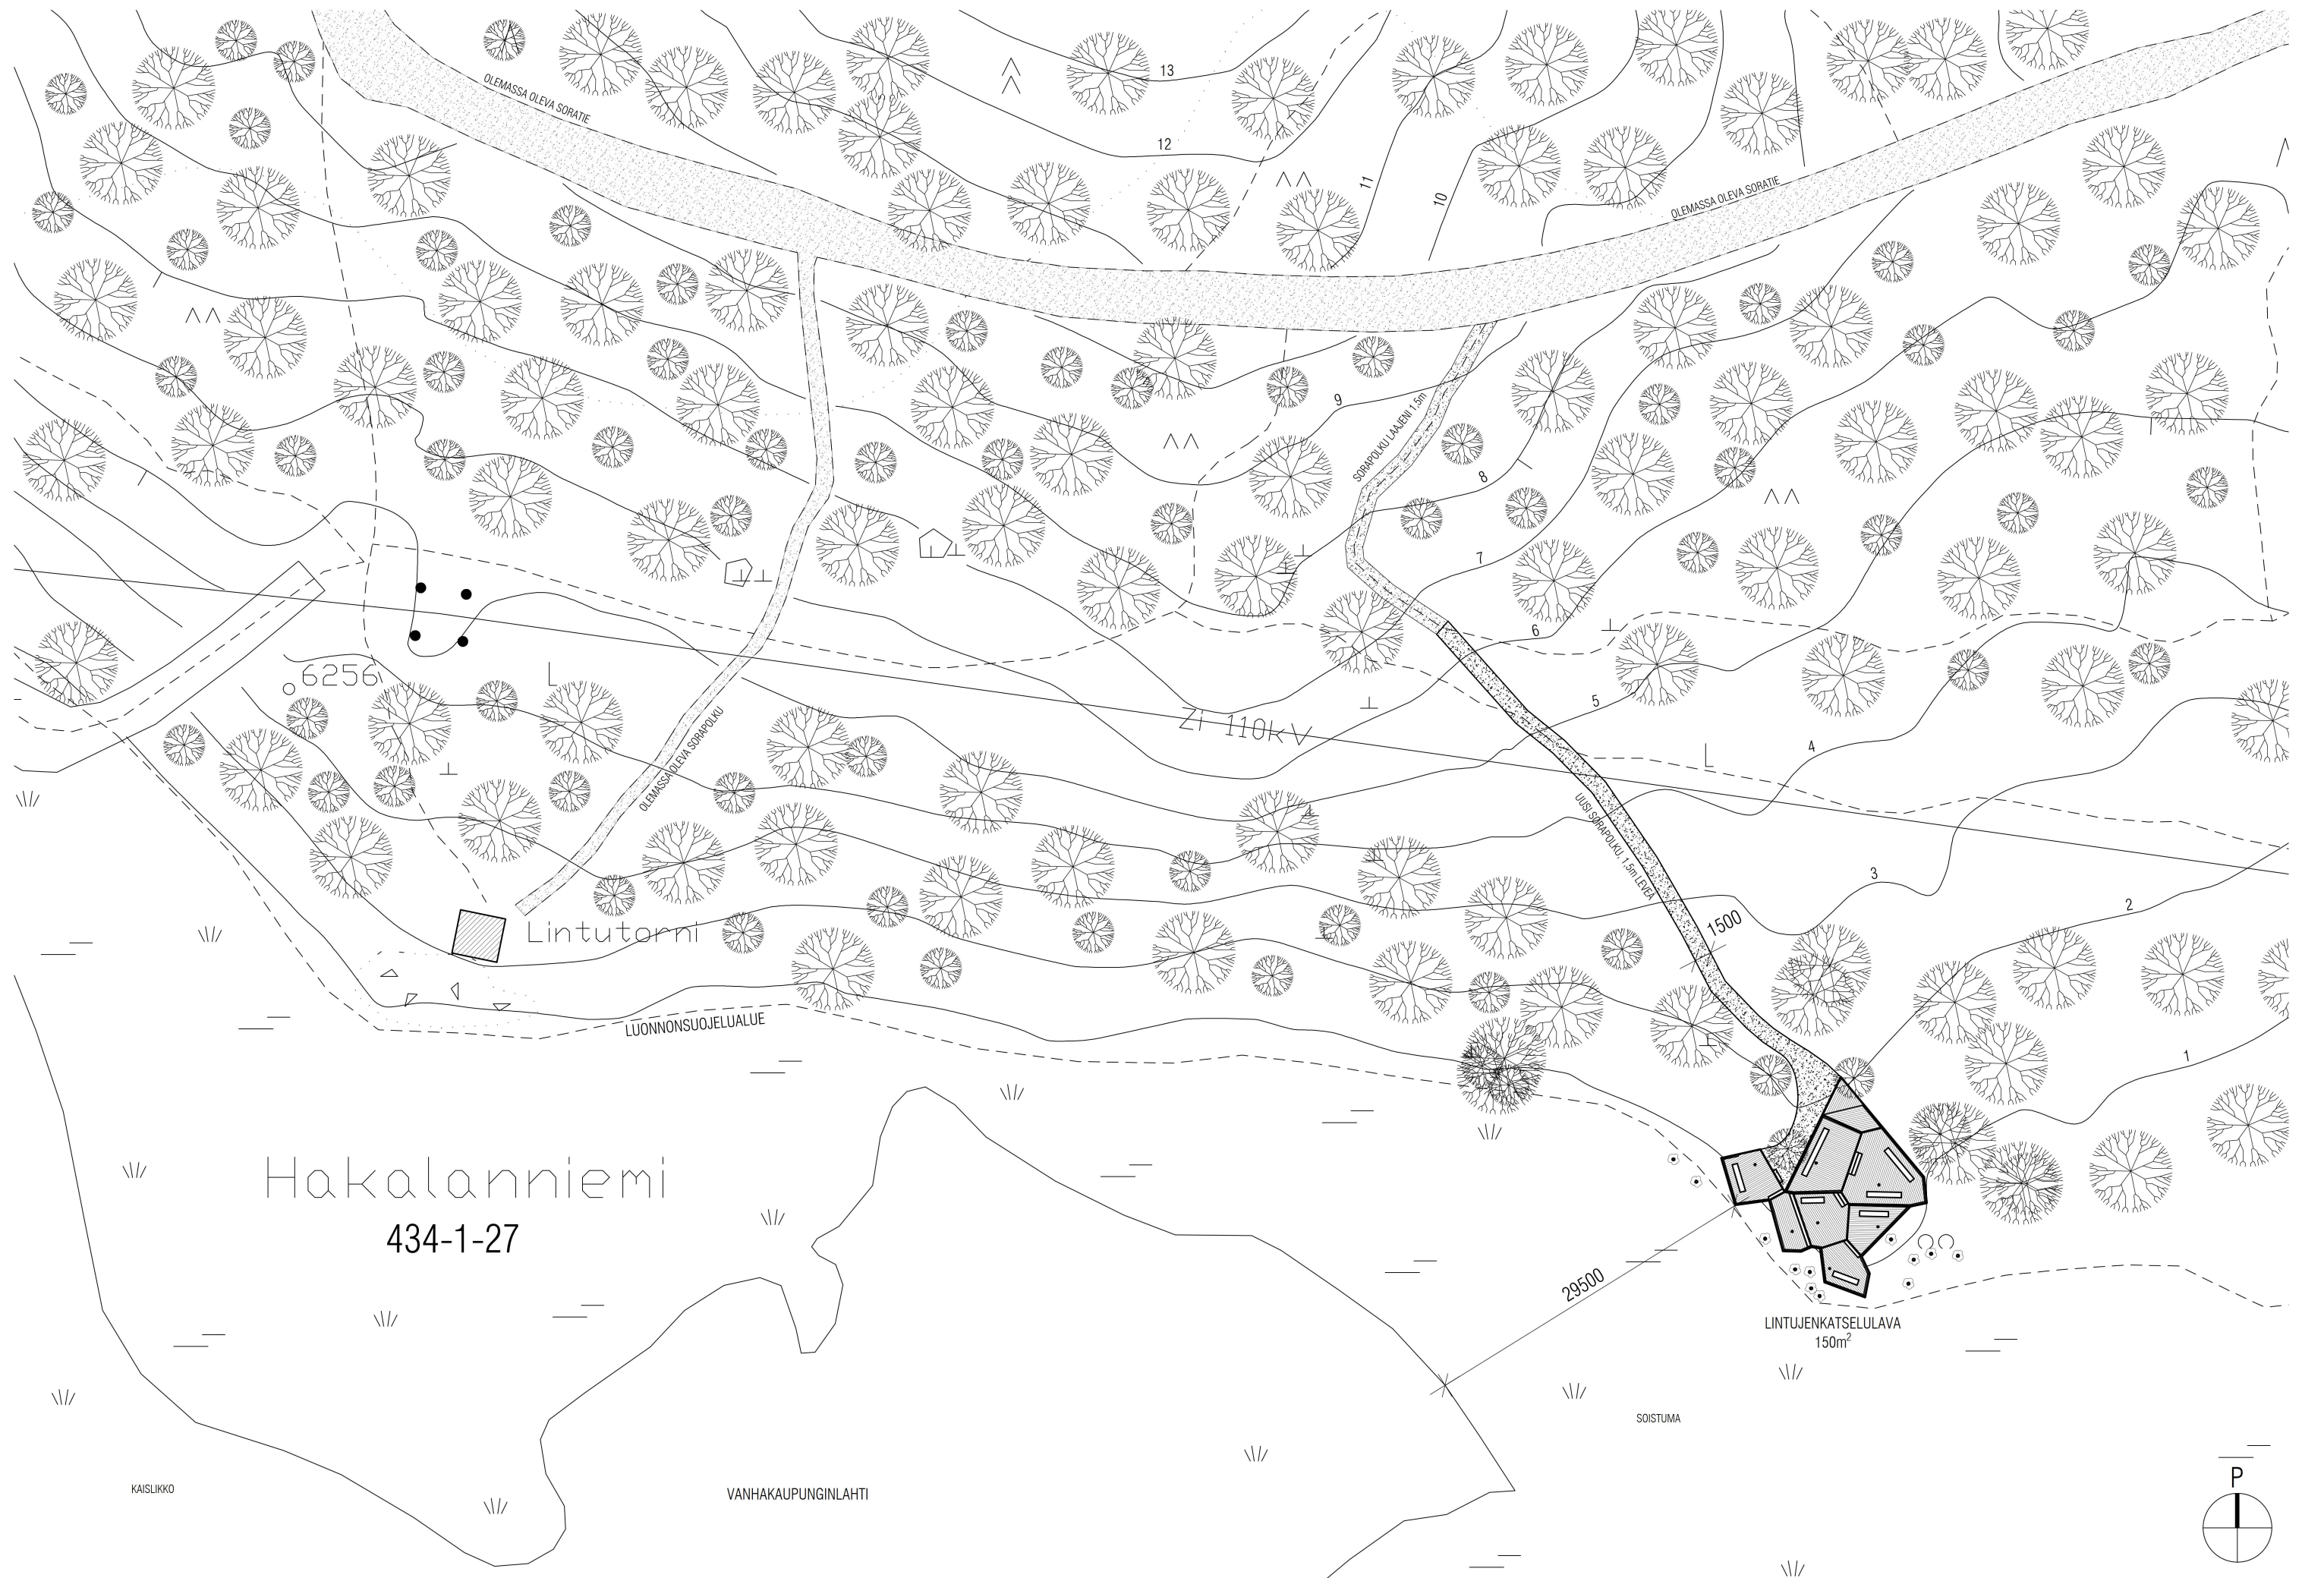 OLEMASSA OLEVA SORATIE
13
12
11
10
OLEMASSA OLEVA SORATIE
9
SORAPOLKU LAAJENI 1,5m
8
7
6
6256
5
Zi 110kV
4
OLEMASSA OLEVA SORAPOLKU
UUSI SORAPOLKU, 1.5m LEVEÄ
3
2
1500
Lintutorni
LUONNONSUOJELUALUE
1
Hakalanniemi
434-1-27
29500
LINTUJENKATSELULAVA
150m²
SOISTUMA
P
KAISLIKKO
VANHAKAUPUNGINLAHTI